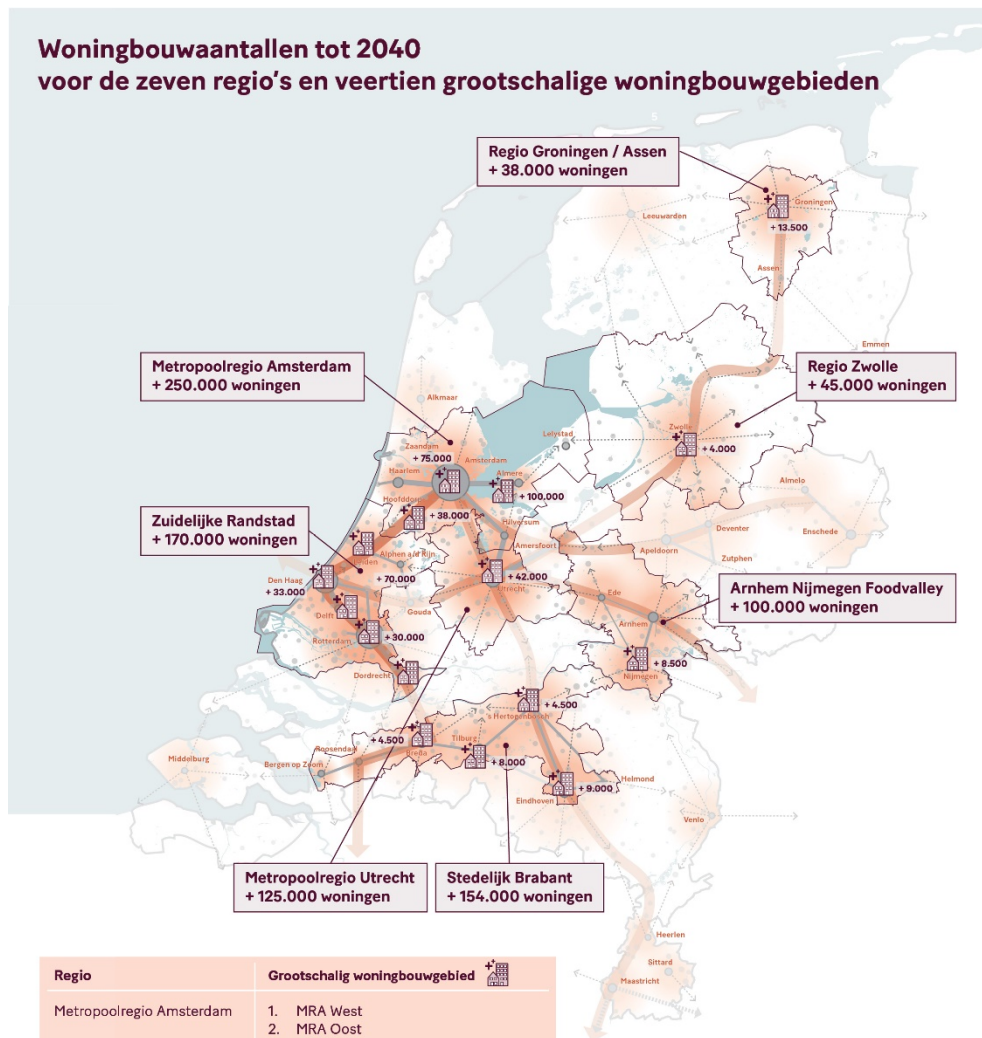 Woningbouwaantallen tot 2040
voor de zeven regio's en veertien grootschalige woningbouwgebieden
Regio Groningen / Assen
+ 38.000 woningen
Groningen
Leeuwarden
+ 13.500
Assen
Emmen
Metropoolregio Amsterdam
+ 250.000 woningen
Regio Zwolle
+ 45.000 woningen
Alkmaar
Lelystad
Zwolle
+ 4.000
Zaandam
+ 75.000
Amsterdam
Haarlem
Almere
+ 100.000
Almelo
Hoofddorp
+ 38.000
Hilversum
Deventer
Enschede
Zuidelijke Randstad
+ 170.000 woningen
Amersfoort
Apeldoorn
Zutphen
Alphen a/d Rijn
Leiden
Den Haag
+ 33.000
+ 70.000
+ 42.000
Utrecht
Ede
Arnhem Nijmegen Foodvalley
+ 100.000 woningen
Delft
Gouda
Arnhem
Rotterdam
+ 30.000
+ 8.500
Nijmegen
Dordrecht
+ 4.500
's Hertogenbosch
+ 4.500
Tilburg
Breda
Roosendaal
Middelburg
Bergen op Zoom
+ 8.000
Helmond
+ 9.000
Eindhoven
Venlo
Metropoolregio Utrecht
+ 125.000 woningen
Stedelijk Brabant
+ 154.000 woningen
Heerlen
Sittard
Maastricht
Regio
Grootschalig woningbouwgebied
Metropoolregio Amsterdam
1. MRA West
2. MRA Oost